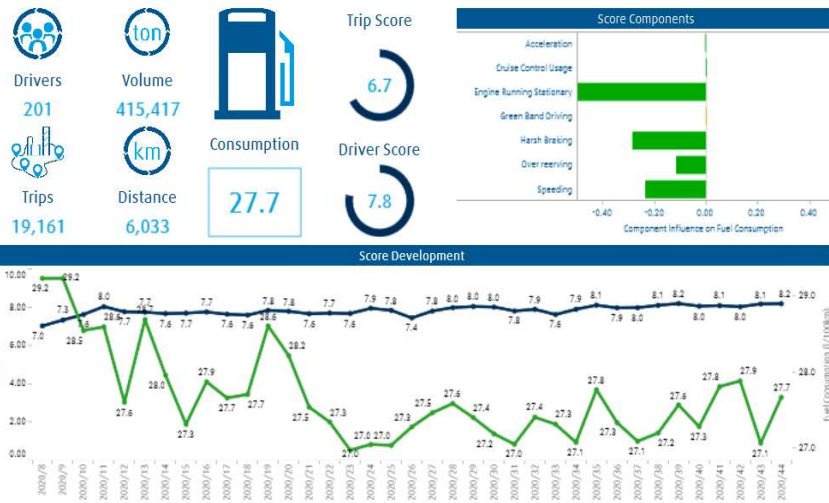 ton
Drivers
201
Volume
415,417
km
Trips
19,161
Distance
6,033
Consumption
27.7
Trip Score
6.7
Driver Score
7.8
Score Components
Acceleration
Cruise Control Usage
Engine Running Stationary
Green Band Driving
Harsh Braking
Over reerving
Speeding
-0.40 -0.20 0.00 0.20 0.40
Component Influence on Fuel Consumption
Score Development
10.00
8.00
6.00
4.00
2.00
0.00
7.0 7.3 7.6 8.0 7.7 7.7 7.6 7.7 7.7 7.6 7.6 7.8 7.8 7.6 7.7 7.6 7.9 7.8 7.4 7.8 8.0 8.0 8.0 7.8 7.9 7.6 7.9 8.1 7.9 8.0 8.1 8.2 8.0 8.1 8.0 8.1 8.2
29.2 29.2 28.5 28.6 27.6 28.0 27.3 27.9 27.7 27.7 28.6 28.2 27.5 27.3 27.0 27.0 27.0 27.3 27.5 27.6 27.4 27.2 27.0 27.4 27.3 27.1 27.8 27.3 27.1 27.2 27.6 27.3 27.8 27.9 27.1 27.7
29.0
28.0
27.0
Fuel Consumption (l/100km)
2020/8 2020/9 2020/10 2020/11 2020/12 2020/13 2020/14 2020/15 2020/16 2020/17 2020/18 2020/19 2020/20 2020/21 2020/22 2020/23 2020/24 2020/25 2020/26 2020/27 2020/28 2020/29 2020/30 2020/31 2020/32 2020/33 2020/34 2020/35 2020/36 2020/37 2020/38 2020/39 2020/40 2020/41 2020/42 2020/43 2020/44